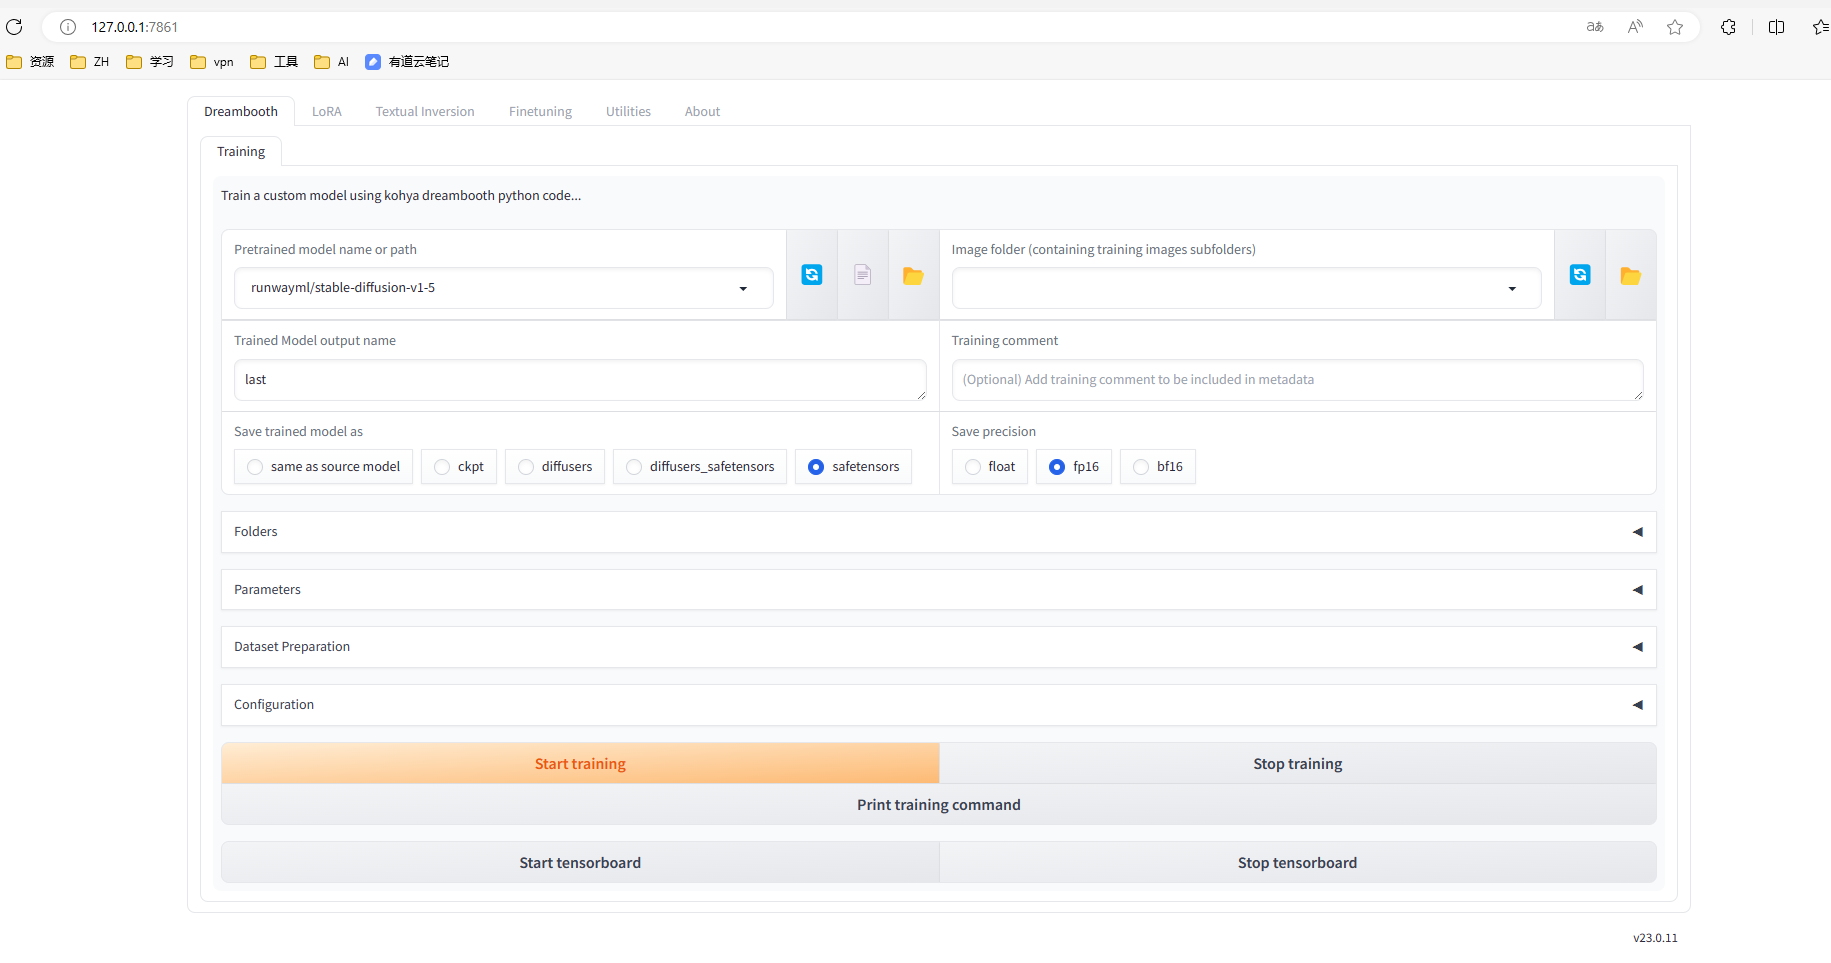 127.0.0.1:7861
资源 ZH 学习 vpn 工具 AI 有道云笔记
Dreambooth LoRA Textual Inversion Finetuning Utilities About
Training
Train a custom model using kohya dreambooth python code...
Pretrained model name or path
runwayml/stable-diffusion-v1-5
Image folder (containing training images subfolders)
Trained Model output name
last
Training comment
(Optional) Add training comment to be included in metadata
Save trained model as
same as source model ckpt diffusers diffusers_safetensors safetensors
Save precision
float fp16 bf16
Folders
Parameters
Dataset Preparation
Configuration
Start training Stop training
Print training command
Start tensorboard Stop tensorboard
v23.0.11